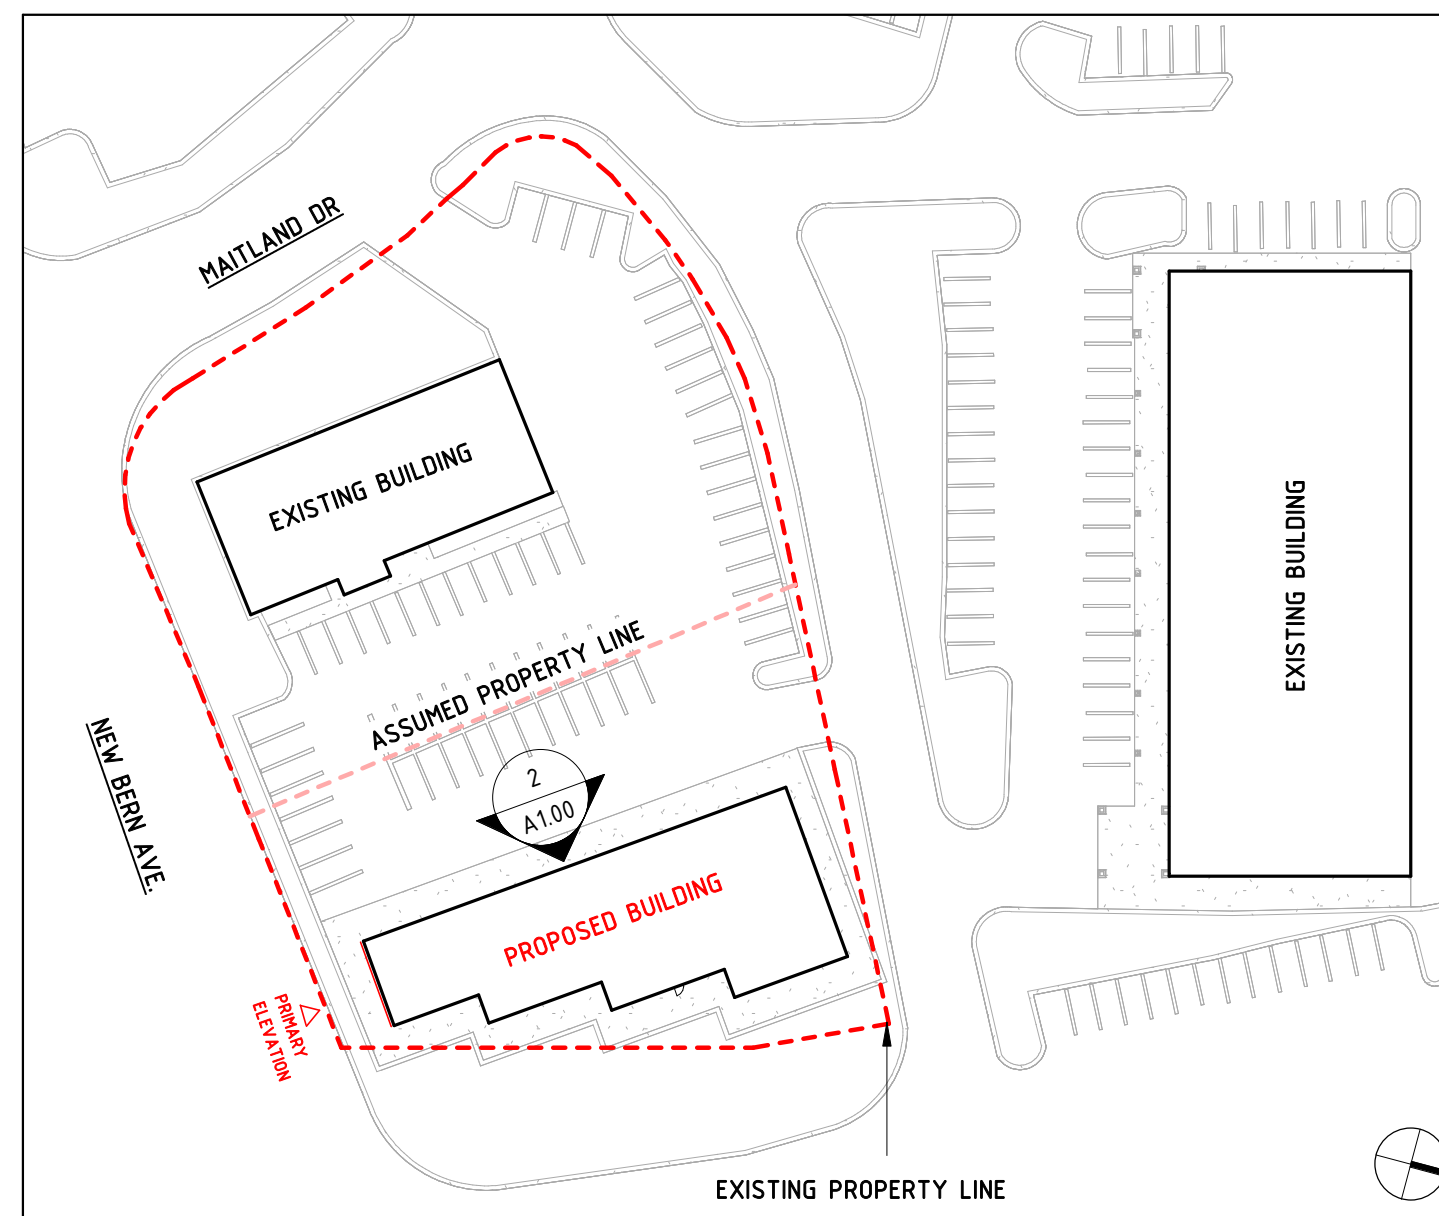 MAITLAND DR
EXISTING BUILDING
EXISTING BUILDING
ASSUMED PROPERTY LINE
NEW BERN AVE.
2
A1.00
PROPOSED BUILDING
PRIMARY
ELEVATION
EXISTING PROPERTY LINE